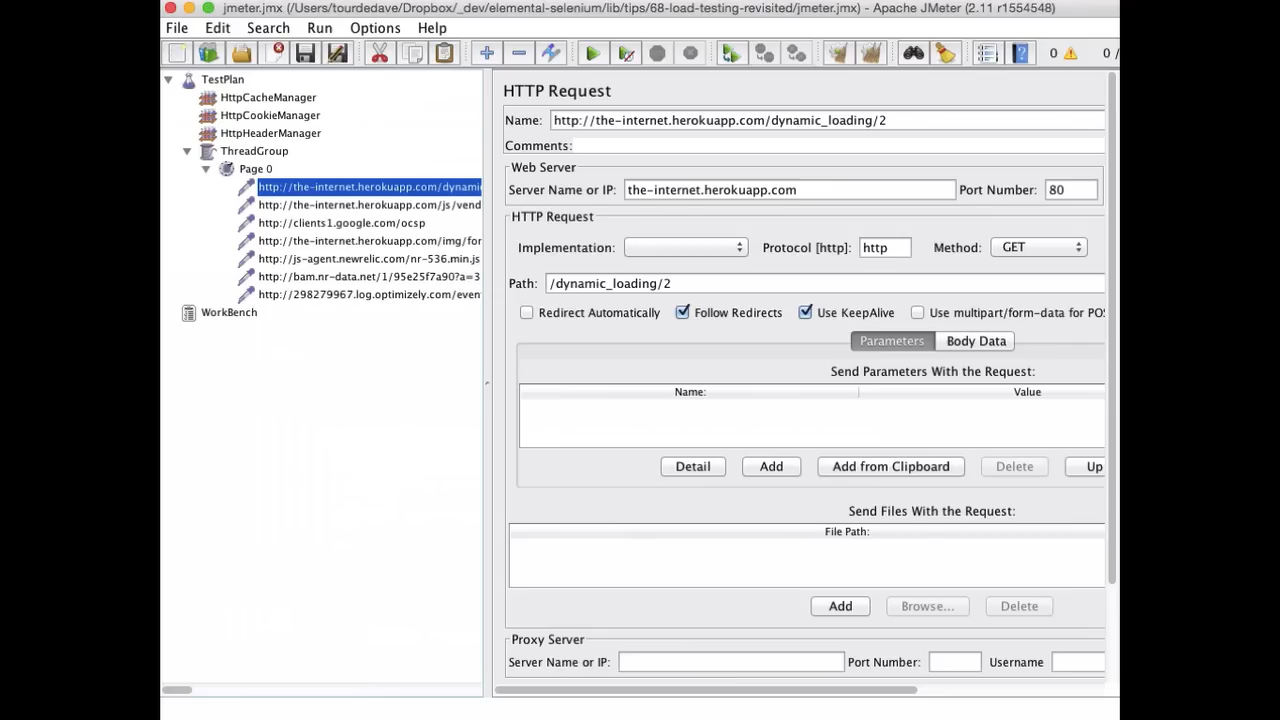 jmeter.jmx (/Users/tourdedave/Dropbox/_dev/elemental-selenium/lib/tips/68-load-testing-revisited/jmeter.jmx) - Apache JMeter (2.11 r1554548)
File Edit Search Run Options Help
0 0 /
TestPlan
HttpCacheManager
HttpCookieManager
HttpHeaderManager
ThreadGroup
Page 0
http://the-internet.herokuapp.com/dynamic
http://the-internet.herokuapp.com/js/vend
http://clients1.google.com/ocsp
http://the-internet.herokuapp.com/img/for
http://js-agent.newrelic.com/nr-536.min.js
http://bam.nr-data.net/1/95e25f7a90?a=3
http://298279967.log.optimizely.com/even
WorkBench
HTTP Request
Name: http://the-internet.herokuapp.com/dynamic_loading/2
Comments:
Web Server
Server Name or IP: the-internet.herokuapp.com Port Number: 80
HTTP Request
Implementation: Protocol [http]: http Method: GET
Path: /dynamic_loading/2
Redirect Automatically Follow Redirects Use KeepAlive Use multipart/form-data for POS
Parameters Body Data
Send Parameters With the Request:
Name: Value
Detail Add Add from Clipboard Delete Up
Send Files With the Request:
File Path:
Add Browse... Delete
Proxy Server
Server Name or IP: Port Number: Username